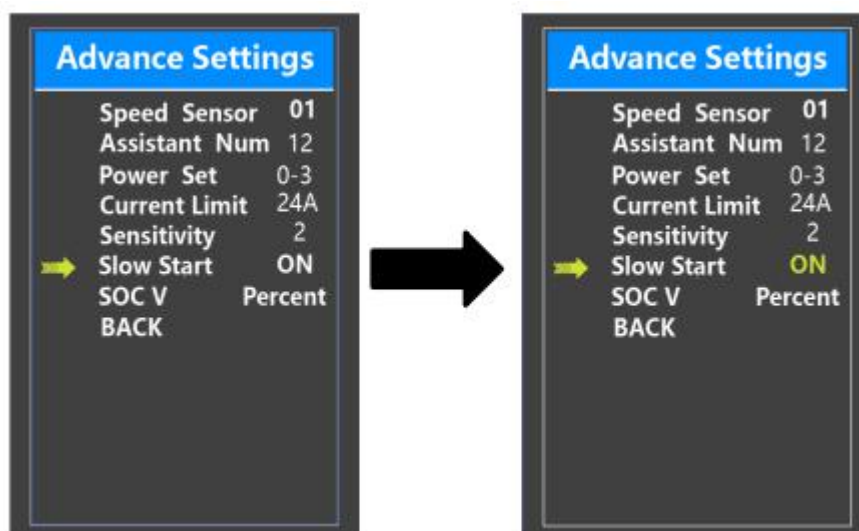 Advance Settings
Speed Sensor 01
Assistant Num 12
Power Set 0-3
Current Limit 24A
Sensitivity 2
Slow Start ON
SOC V Percent
BACK
Advance Settings
Speed Sensor 01
Assistant Num 12
Power Set 0-3
Current Limit 24A
Sensitivity 2
Slow Start ON
SOC V Percent
BACK